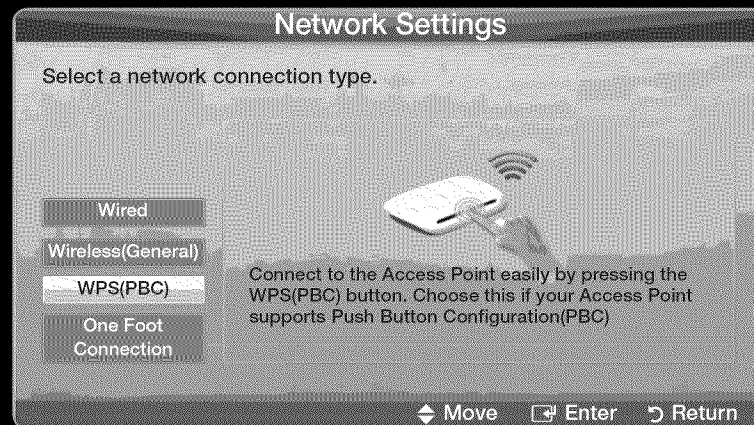 Network Settings
Select a network connection type.
Wired
Wireless(General)
WPS(PBC)
One Foot
Connection
Connect to the Access Point easily by pressing the
WPS(PBC) button. Choose this if your Access Point
supports Push Button Configuration(PBC)
Move Enter Return